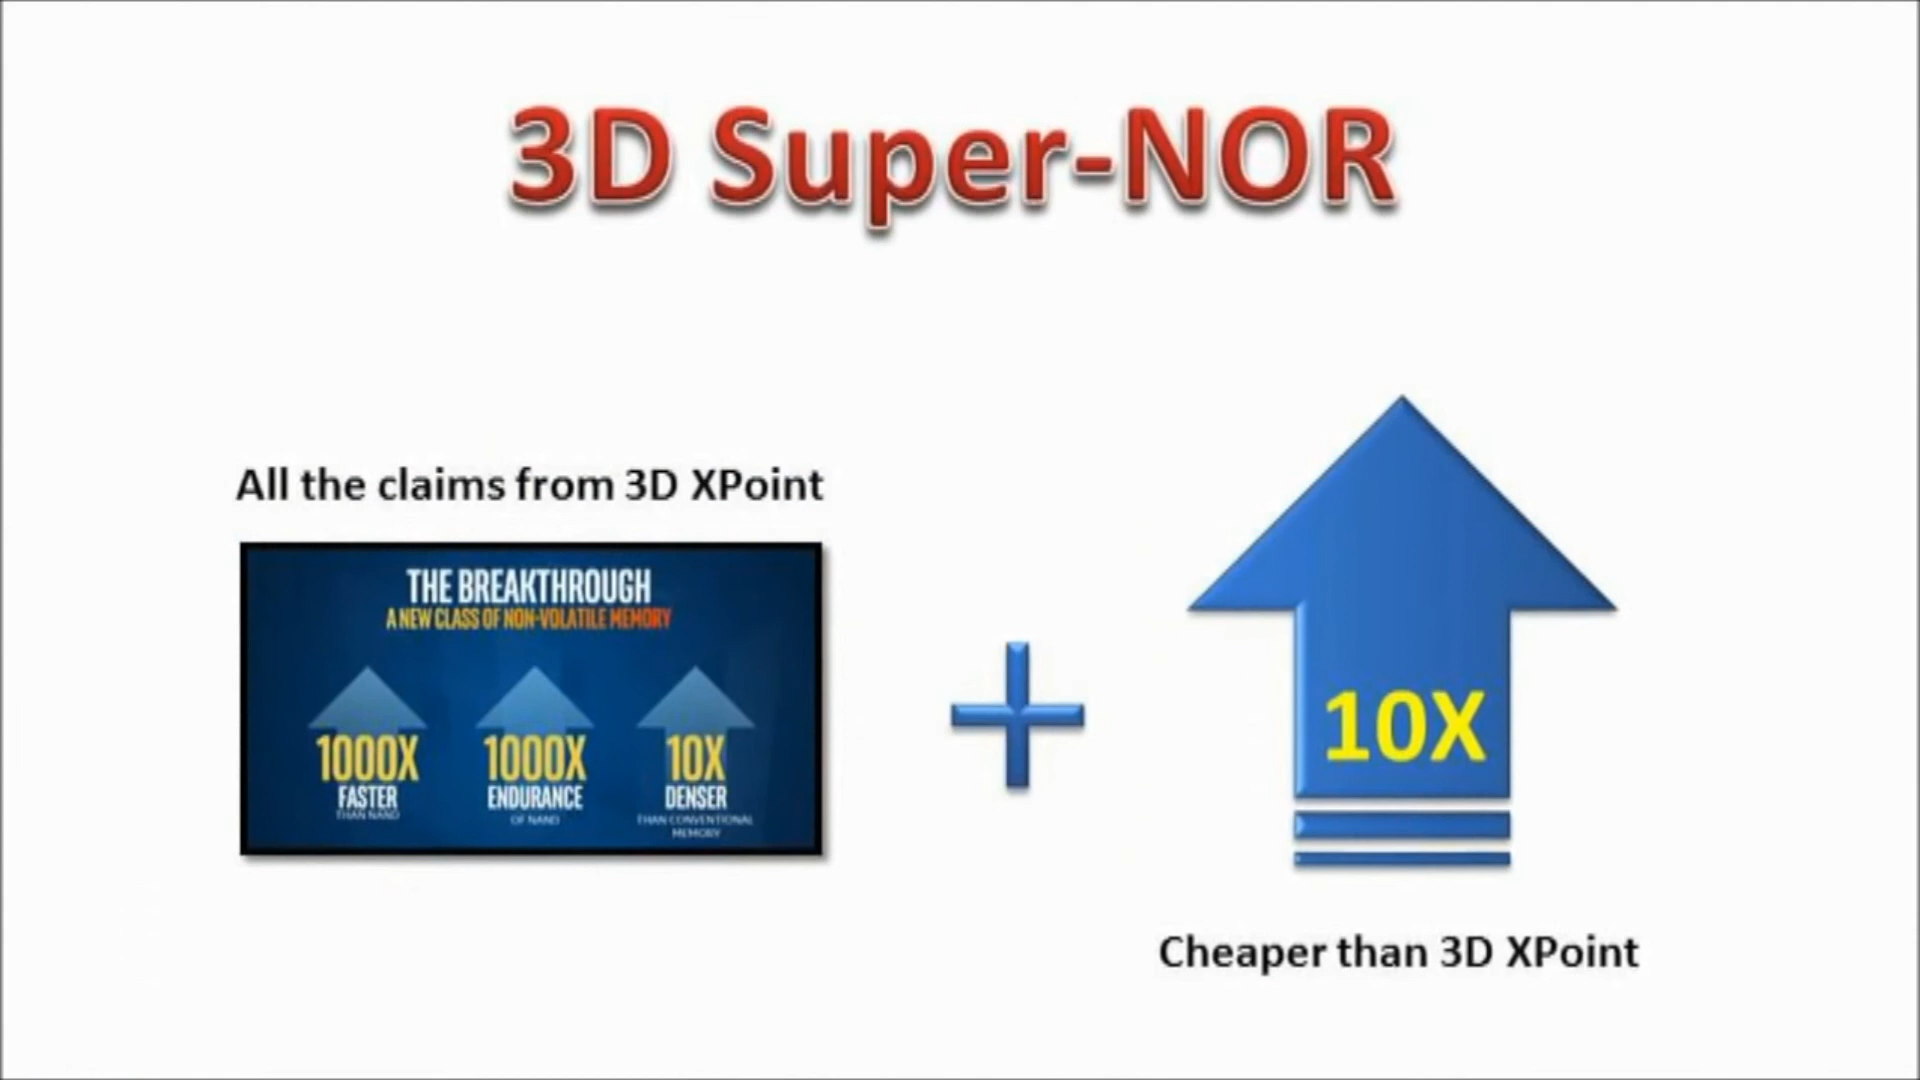 3D Super-NOR
All the claims from 3D XPoint
THE BREAKTHROUGH
A NEW CLASS OF NON-VOLATILE MEMORY
1000X
FASTER
THAN NAND
1000X
ENDURANCE
OF NAND
10X
DENSER
THAN CONVENTIONAL
MEMORY
10X
Cheaper than 3D XPoint